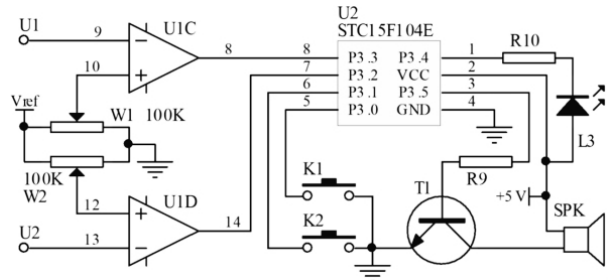 U1
9
U1C
8
10
Vref
W1 100K
100K
W2
12
U1D
14
U2
13
U2
STC15F104E
8 P3.3 P3.4 1
7 P3.2 VCC 2
6 P3.1 P3.5 3
5 P3.0 GND 4
R10
L3
K1
K2
T1
R9
+5 V
SPK